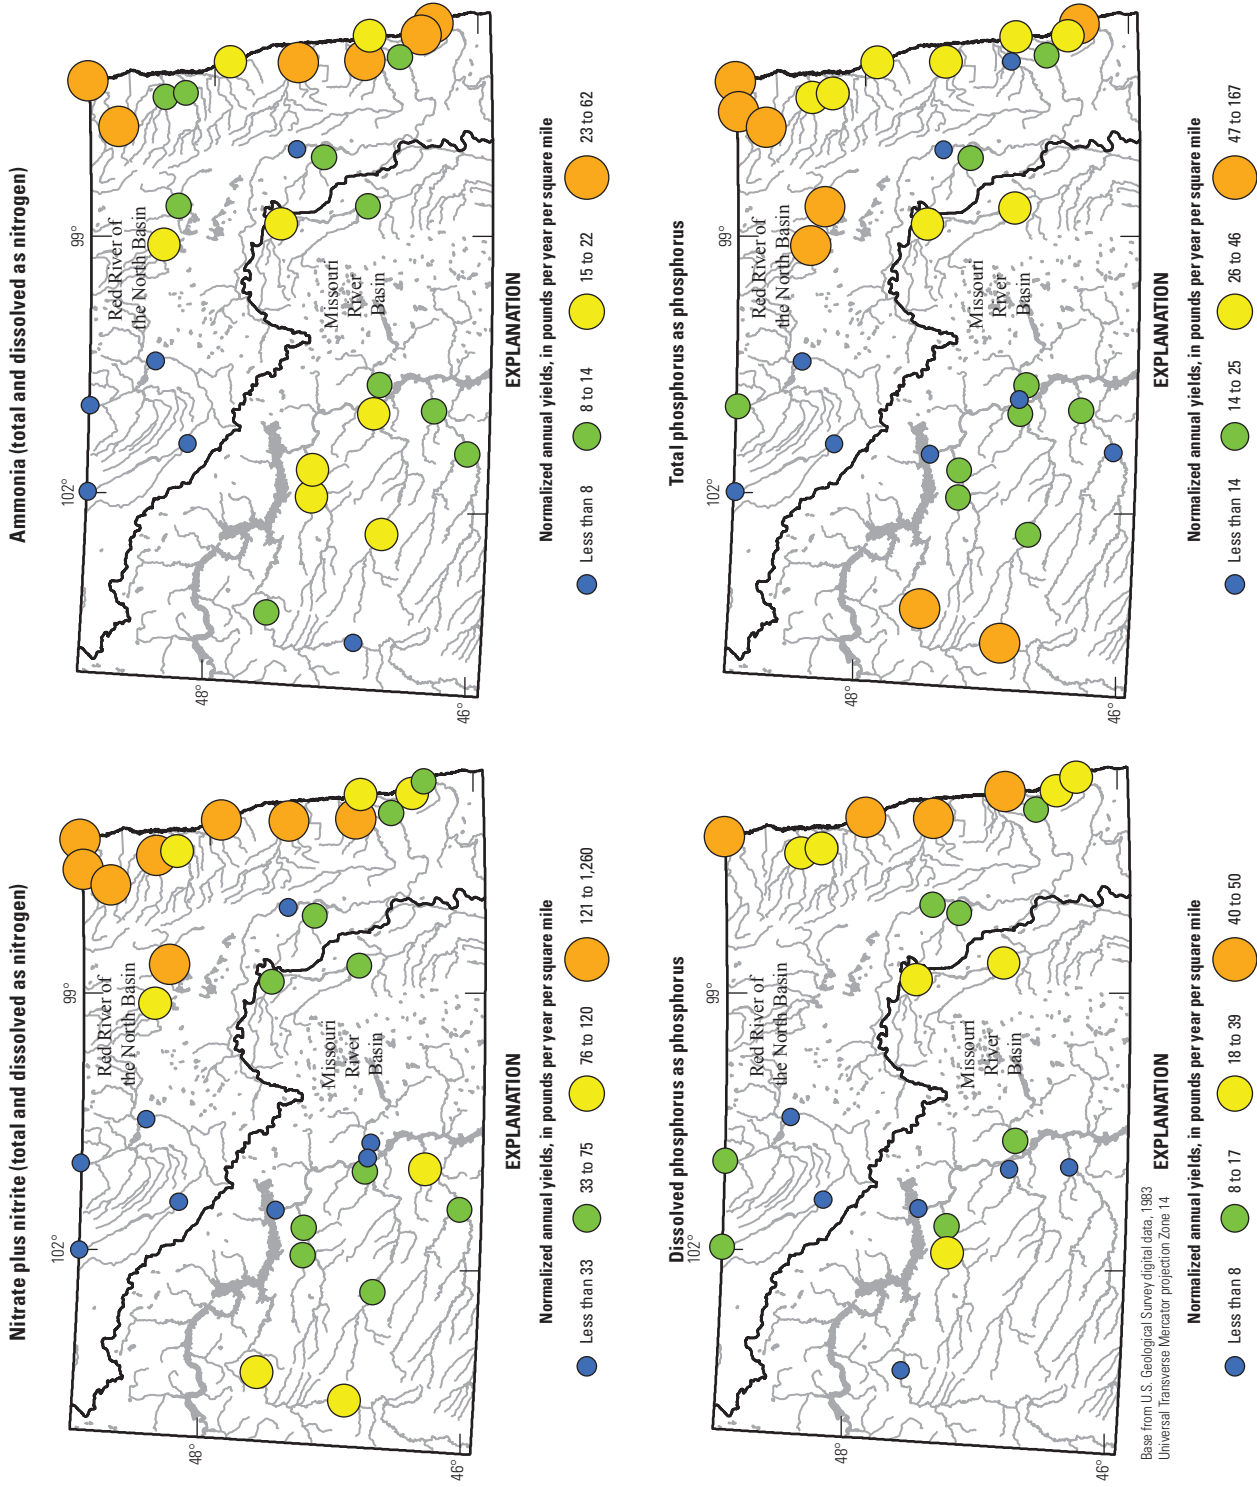 Nitrate plus nitrite (total and dissolved as nitrogen)
102°
99°
48°
46°
Red River of
the North Basin
Missouri
River
Basin
EXPLANATION
Normalized annual yields, in pounds per year per square mile
Less than 33
33 to 75
76 to 120
121 to 1,260
Ammonia (total and dissolved as nitrogen)
102°
99°
48°
46°
Red River of
the North Basin
Missouri
River
Basin
EXPLANATION
Normalized annual yields, in pounds per year per square mile
Less than 8
8 to 14
15 to 22
23 to 62
Dissolved phosphorus as phosphorus
102°
99°
48°
46°
Red River of
the North Basin
Missouri
River
Basin
Base from U.S. Geological Survey digital data, 1983
Universal Transverse Mercator projection Zone 14
EXPLANATION
Normalized annual yields, in pounds per year per square mile
Less than 8
8 to 17
18 to 39
40 to 50
Total phosphorus as phosphorus
102°
99°
48°
46°
Red River of
the North Basin
Missouri
River
Basin
EXPLANATION
Normalized annual yields, in pounds per year per square mile
Less than 14
14 to 25
26 to 46
47 to 167